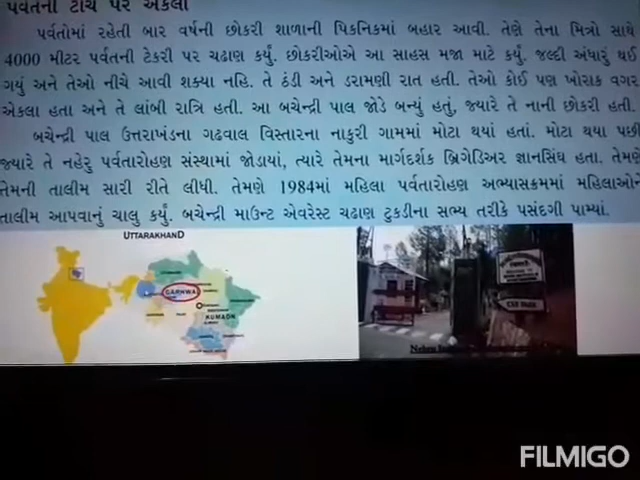 પર્વતની ટોચ પર એકલા
પર્વતોમાં રહેતી બાર વર્ષની છોકરી શાળાની પિકનિકમાં બહાર આવી. તેણે તેના મિત્રો સાથે
4000 મીટર પર્વતની ટેકરી પર ચઢાણ કર્યું. છોકરીઓએ આ સાહસ મજા માટે કર્યું. જલ્દી અંધારું થઈ
ગયું અને તેઓ નીચે આવી શક્યા નહિ. તે ઠંડી અને ડરામણી રાત હતી. તેઓ કોઈ પણ ખોરાક વગર
એકલા હતા અને તે લાંબી રાત્રિ હતી. આ બચેન્દ્રી પાલ જોડે બન્યું હતું, જ્યારે તે નાની છોકરી હતી.
બચેન્દ્રી પાલ ઉત્તરાખંડના ગઢવાલ વિસ્તારના નાકુરી ગામમાં મોટા થયાં હતાં. મોટા થયા પછી
જ્યારે તે નહેરુ પર્વતારોહણ સંસ્થામાં જોડાયાં, ત્યારે તેમના માર્ગદર્શક બ્રિગેડિઅર જ્ઞાનસિંઘ હતા. તેમણે
તેમની તાલીમ સારી રીતે લીધી. તેમણે 1984માં મહિલા પર્વતારોહણ અભ્યાસક્રમમાં મહિલાઓને
તાલીમ આપવાનું ચાલુ કર્યું. બચેન્દ્રી માઉન્ટ એવરેસ્ટ ચઢાણ ટુકડીના સભ્ય તરીકે પસંદગી પામ્યાં.
UTTARAKHAND
GARHWAL
KUMAON
Nehru
FILMIGO